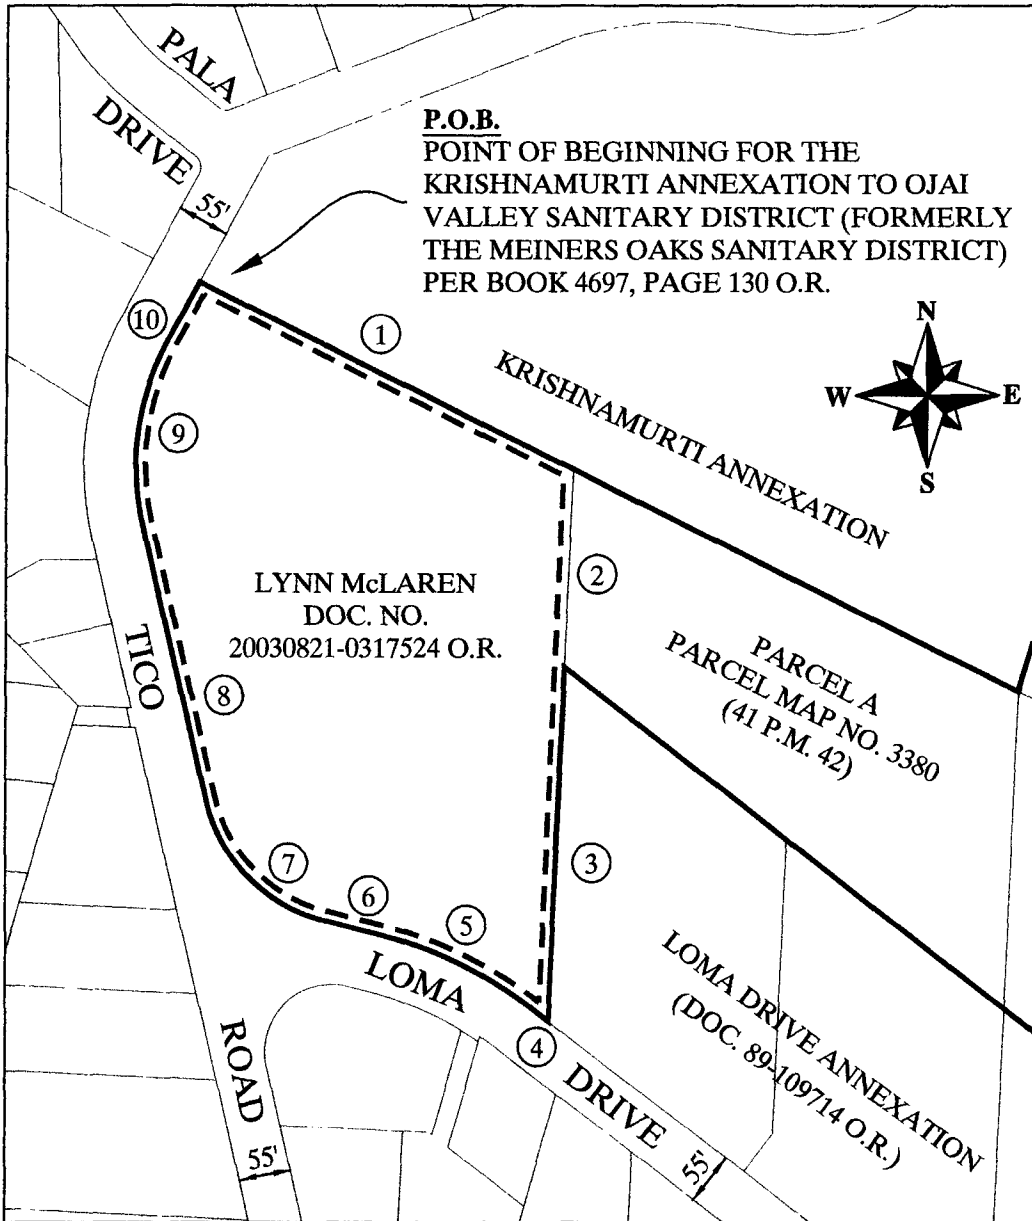 PALA
DRIVE
55'
P.O.B.
POINT OF BEGINNING FOR THE
KRISHNAMURTI ANNEXATION TO OJAI
VALLEY SANITARY DISTRICT (FORMERLY
THE MEINERS OAKS SANITARY DISTRICT)
PER BOOK 4697, PAGE 130 O.R.
N
W
E
S
10
1
KRISHNAMURTI ANNEXATION
9
2
LYNN McLAREN
DOC. NO.
20030821-0317524 O.R.
PARCEL A
PARCEL MAP NO. 3380
(41 P.M. 42)
TICO
8
3
7
6
5
LOMA
4
DRIVE
55'
LOMA DRIVE ANNEXATION
(DOC. 89-109714 O.R.)
ROAD
55'